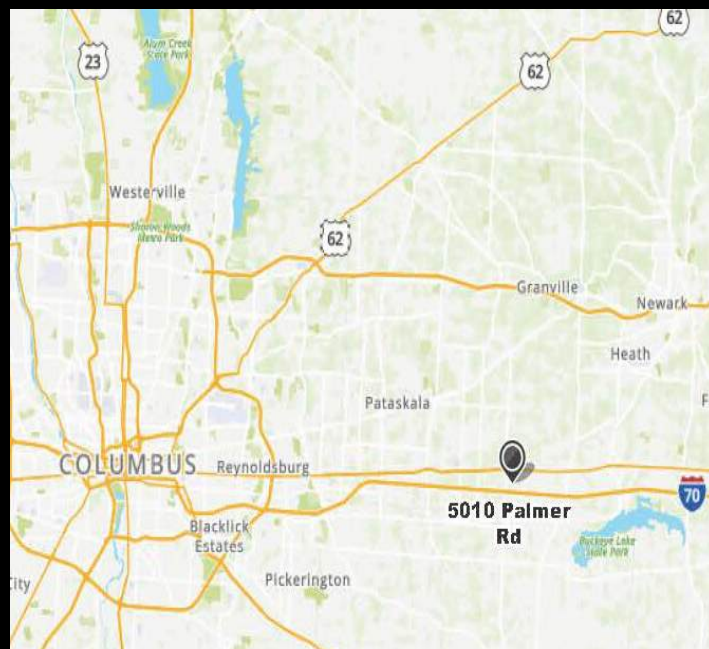 62
23
Alum Creek
State Park
62
Westerville
Sharon Woods
Metro Park
62
Granville
Newark
Heath
Pataskala
F
COLUMBUS
Reynoldsburg
70
5010 Palmer
Rd
Blacklick
Estates
Buckeye Lake
State Park
City
Pickerington